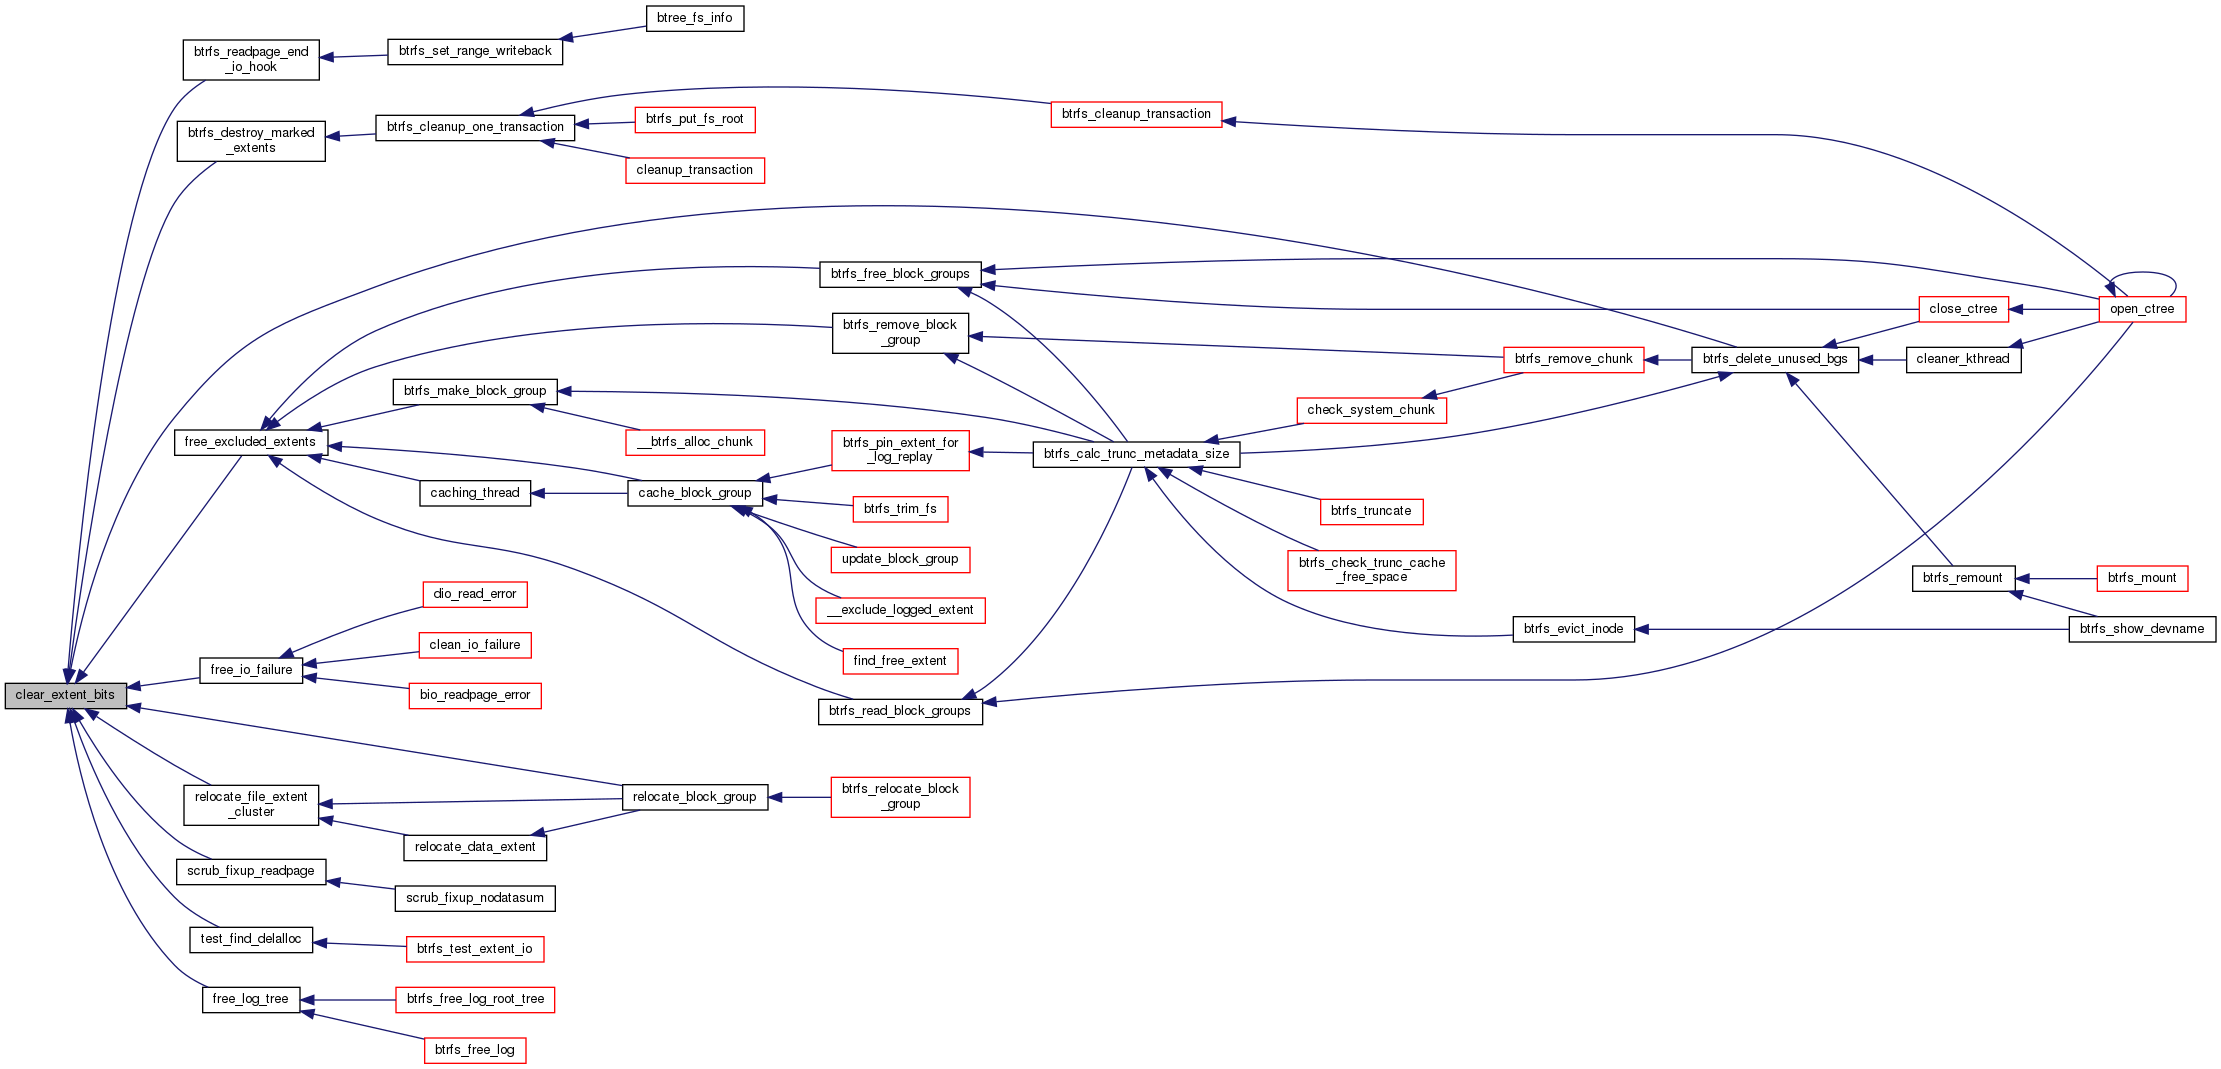 btree_fs_info
btrfs_readpage_end
_io_hook
btrfs_set_range_writeback
btrfs_destroy_marked
_extents
btrfs_cleanup_one_transaction
btrfs_put_fs_root
btrfs_cleanup_transaction
cleanup_transaction
btrfs_free_block_groups
btrfs_remove_block
_group
close_ctree
open_ctree
btrfs_remove_chunk
btrfs_delete_unused_bgs
cleaner_kthread
btrfs_make_block_group
check_system_chunk
free_excluded_extents
__btrfs_alloc_chunk
btrfs_pin_extent_for
_log_replay
btrfs_calc_trunc_metadata_size
caching_thread
cache_block_group
btrfs_trim_fs
btrfs_truncate
update_block_group
btrfs_check_trunc_cache
_free_space
btrfs_remount
btrfs_mount
dio_read_error
__exclude_logged_extent
btrfs_evict_inode
btrfs_show_devname
clean_io_failure
free_io_failure
find_free_extent
clear_extent_bits
bio_readpage_error
btrfs_read_block_groups
relocate_file_extent
_cluster
relocate_block_group
btrfs_relocate_block
_group
relocate_data_extent
scrub_fixup_readpage
scrub_fixup_nodatasum
test_find_delalloc
btrfs_test_extent_io
free_log_tree
btrfs_free_log_root_tree
btrfs_free_log